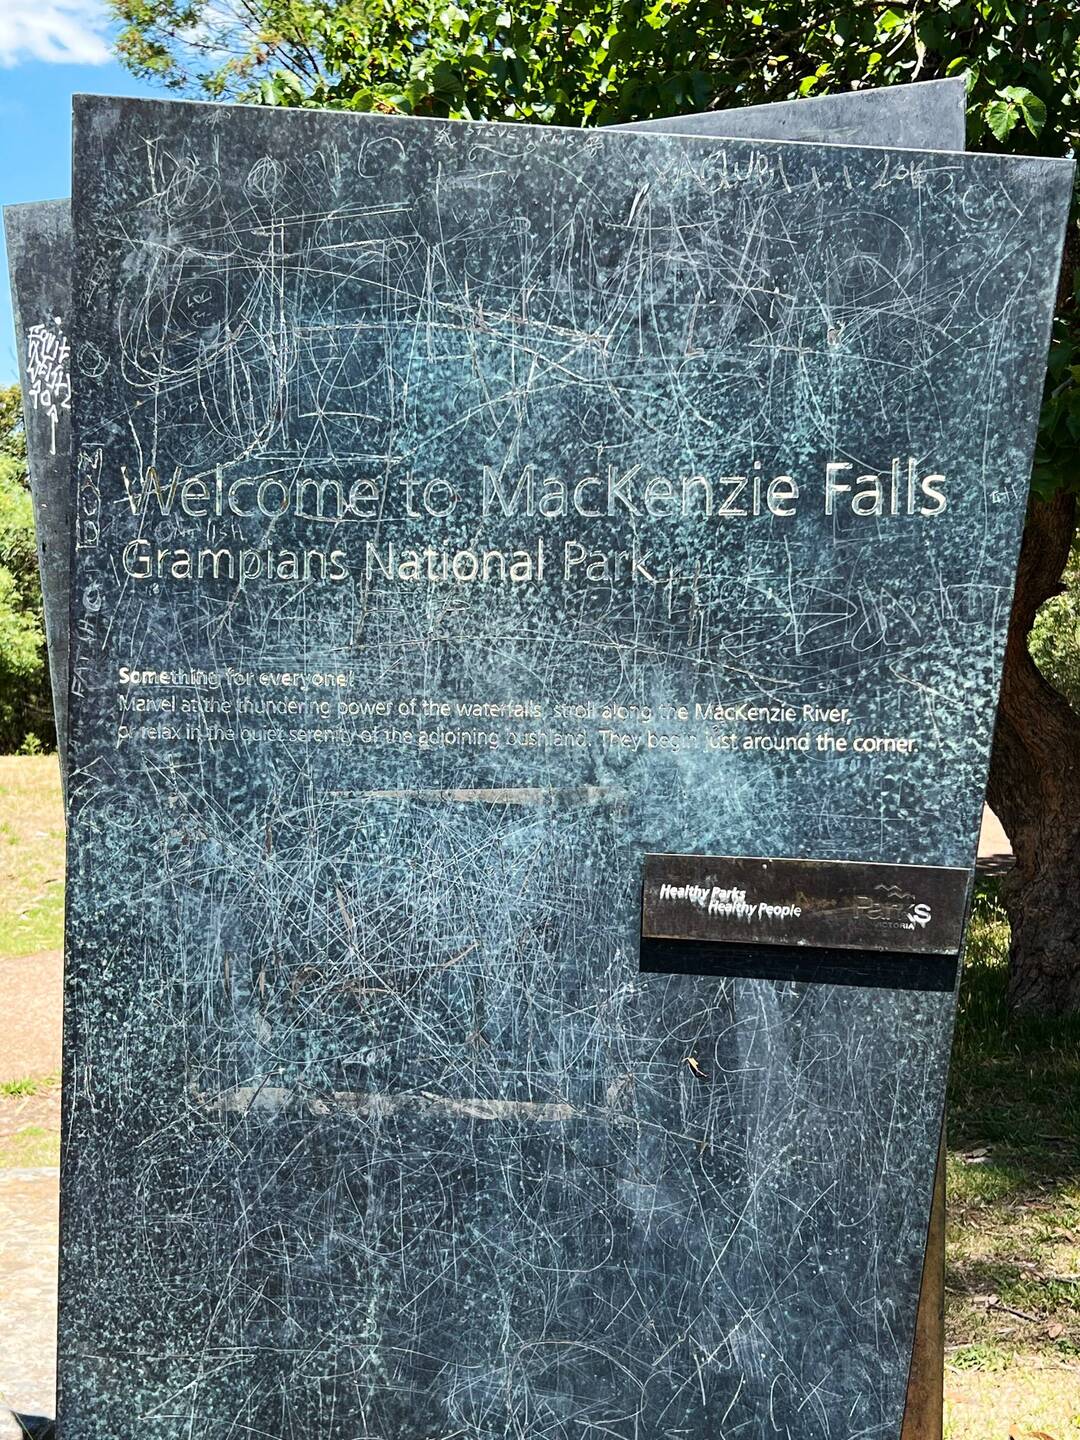 Welcome to MacKenzie Falls
Grampians National Park
Something for everyone!
Marvel at the thundering power of the waterfalls, stroll along the MacKenzie River,
or relax in the quiet serenity of the adjoining bushland. They begin just around the corner.
Healthy Parks
Healthy People
Parks
VICTORIA